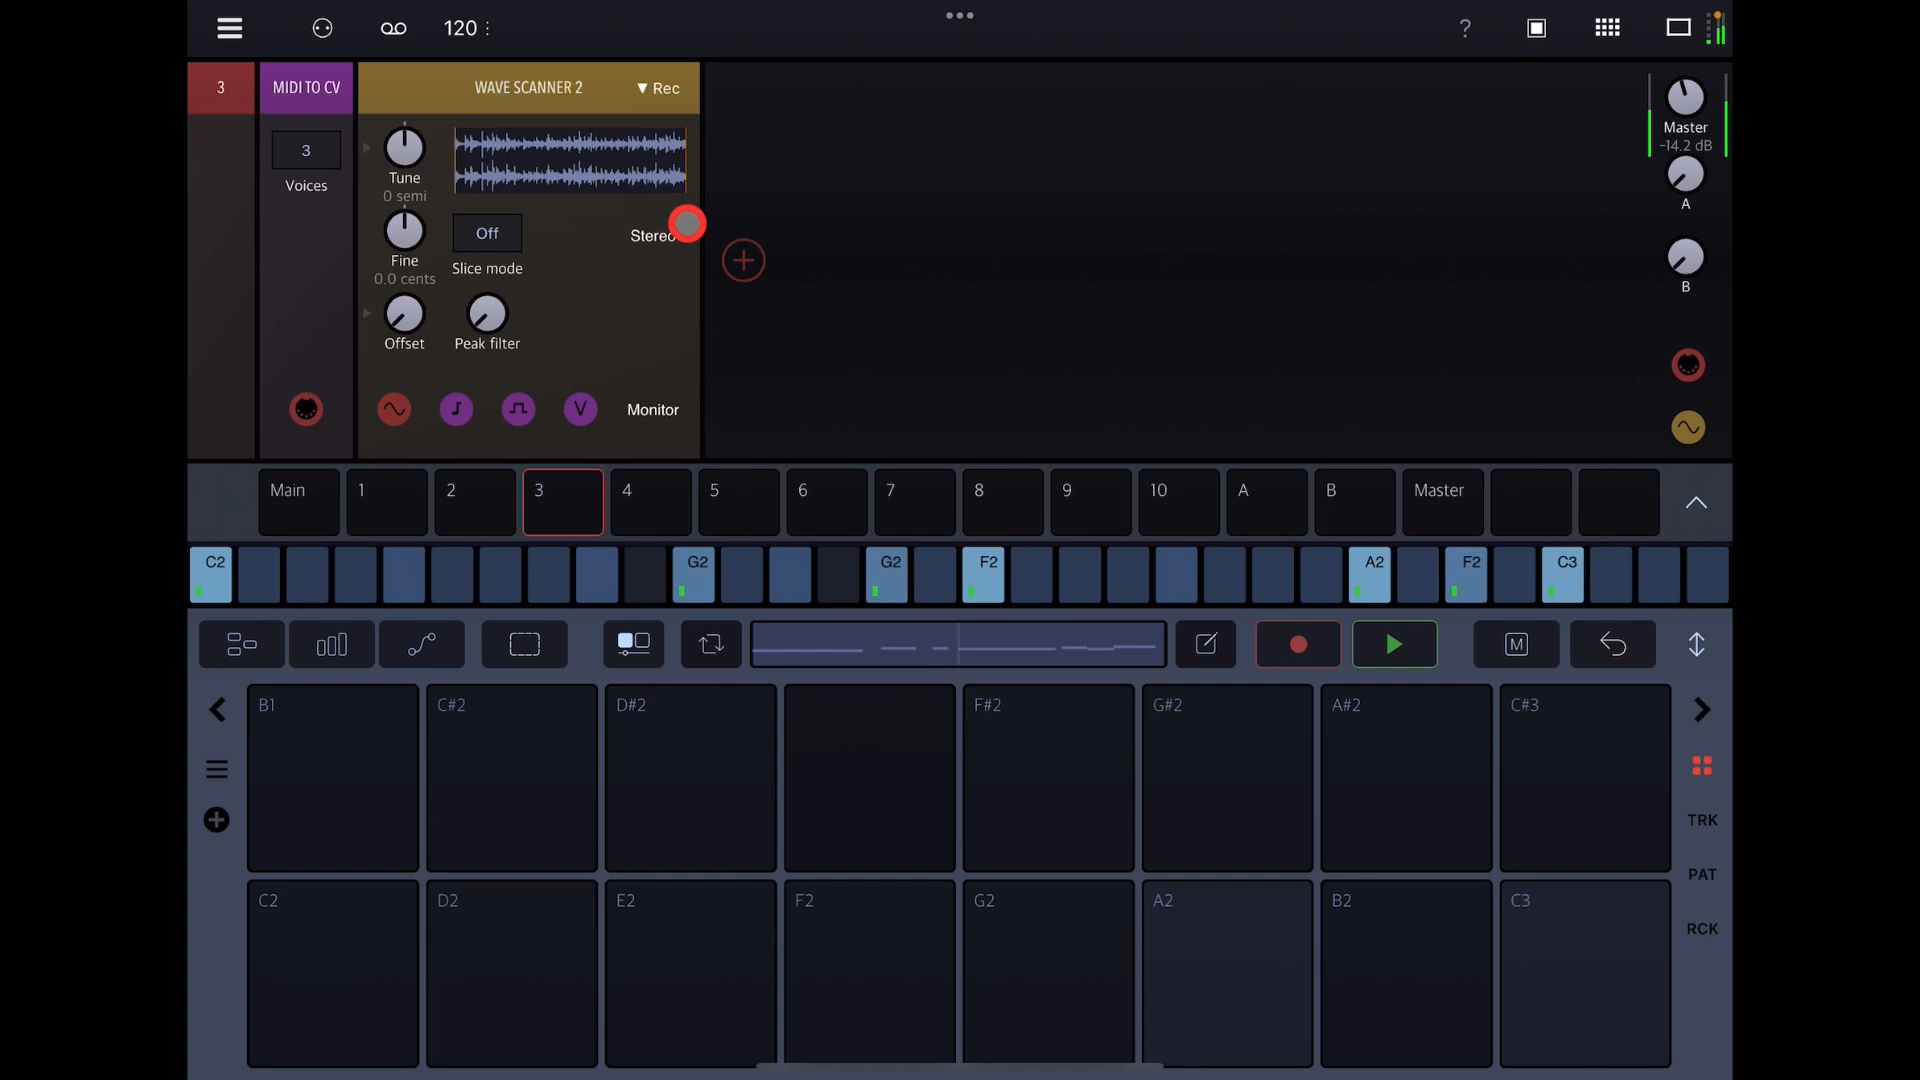 120
?
3
MIDI TO CV
WAVE SCANNER 2
▼ Rec
3
Voices
Tune
0 semi
Fine
0.0 cents
Off
Slice mode
Stereo
Offset
Peak filter
V
Monitor
Master
-14.2 dB
A
B
Main
1
2
3
4
5
6
7
8
9
10
A
B
Master
C2
G2
G2
F2
A2
F2
C3
M
B1
C#2
D#2
F#2
G#2
A#2
C#3
C2
D2
E2
F2
G2
A2
B2
C3
TRK
PAT
RCK